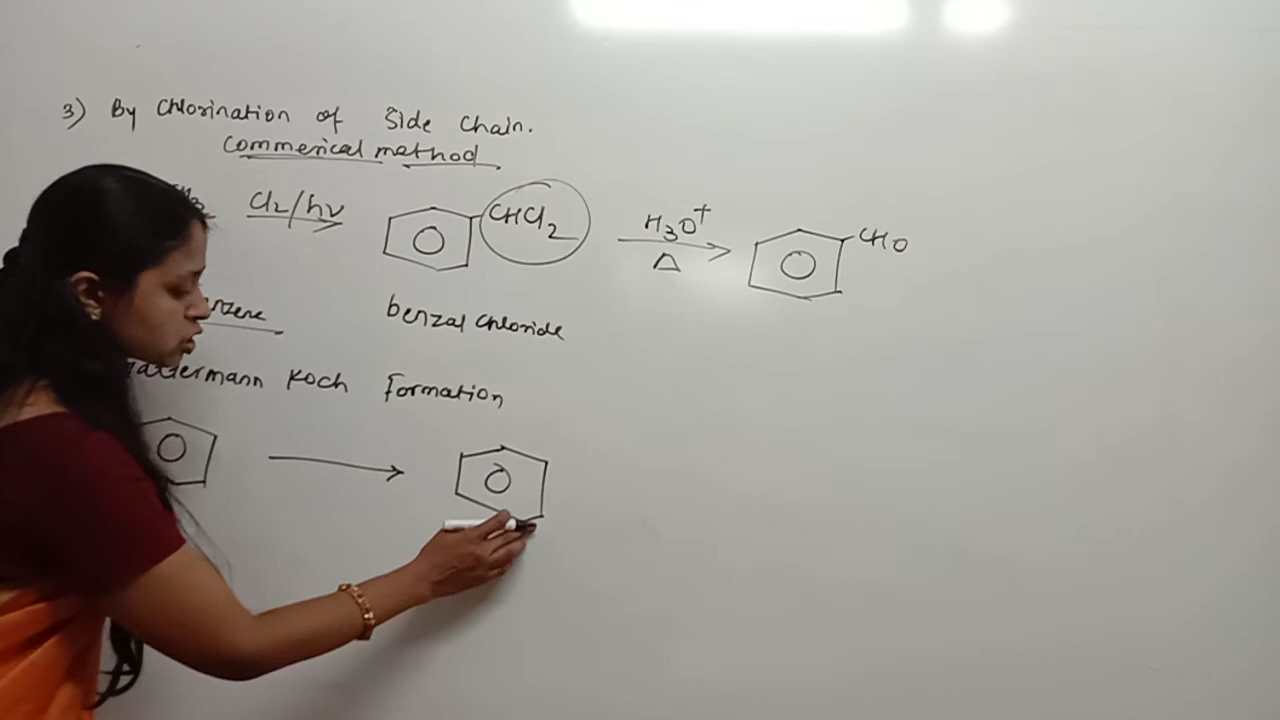 3) By Chlorination of Side Chain.
Commerical method
Cl2/hν CHCl2 H3O+ CHO
Δ
benzal chloride
Koch Formation